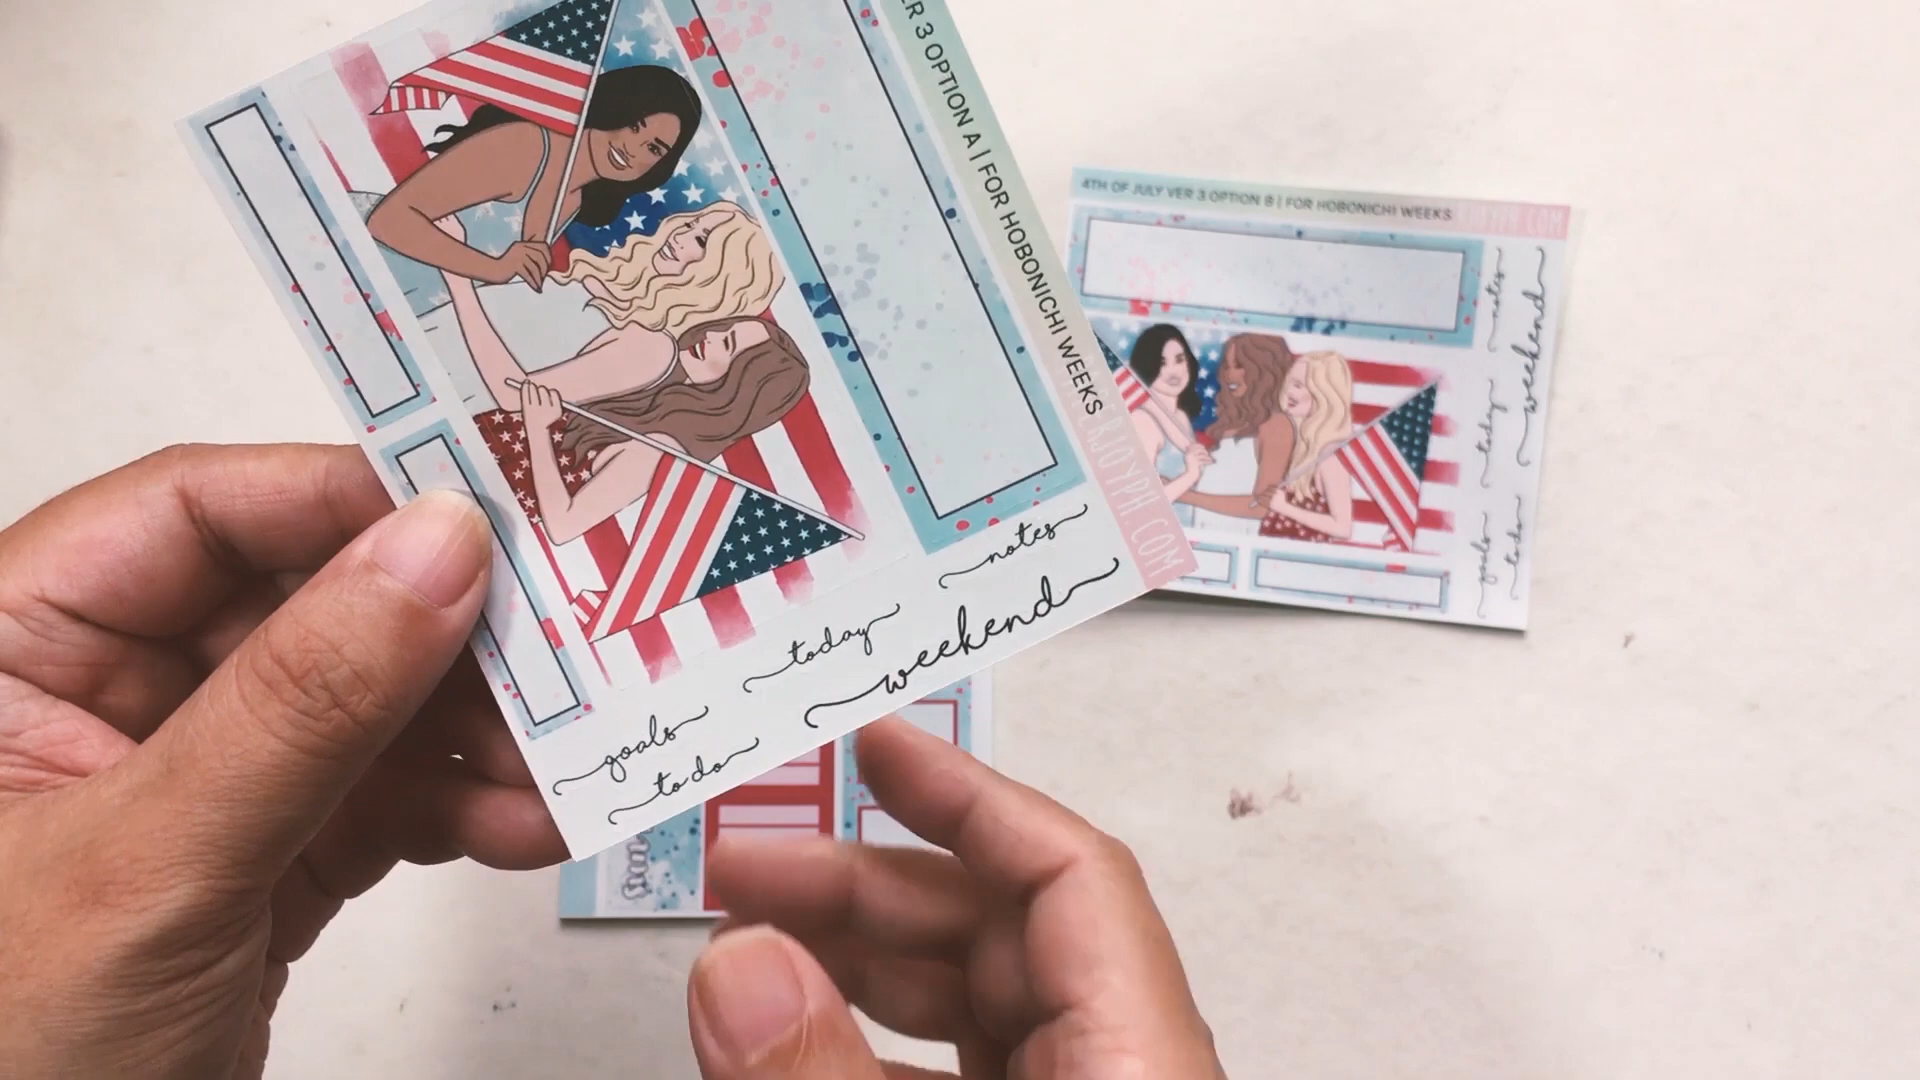 ER 3 OPTION A | FOR HOBONICHI WEEKS
ERJOYPH.COM
notes
today
weekend
goals
to do
4TH OF JULY VER 3 OPTION B | FOR HOBONICHI WEEKS
notes
weekend
today
goals
to do